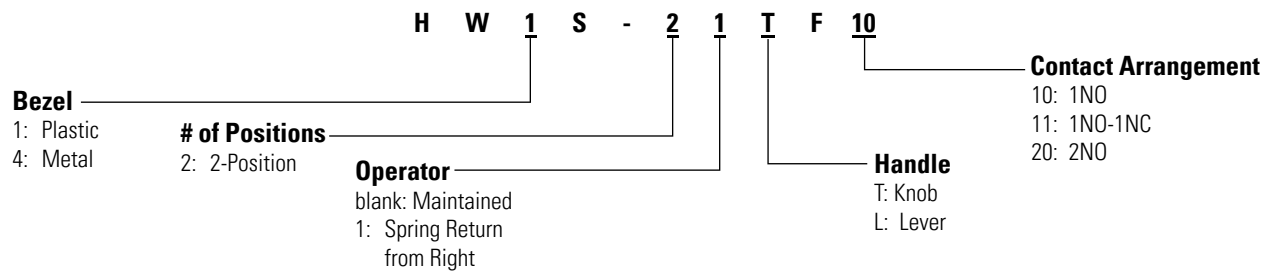 H W 1 S - 2 1 T F 10
Bezel
1: Plastic
4: Metal
# of Positions
2: 2-Position
Operator
blank: Maintained
1: Spring Return
from Right
Handle
T: Knob
L: Lever
Contact Arrangement
10: 1NO
11: 1NO-1NC
20: 2NO